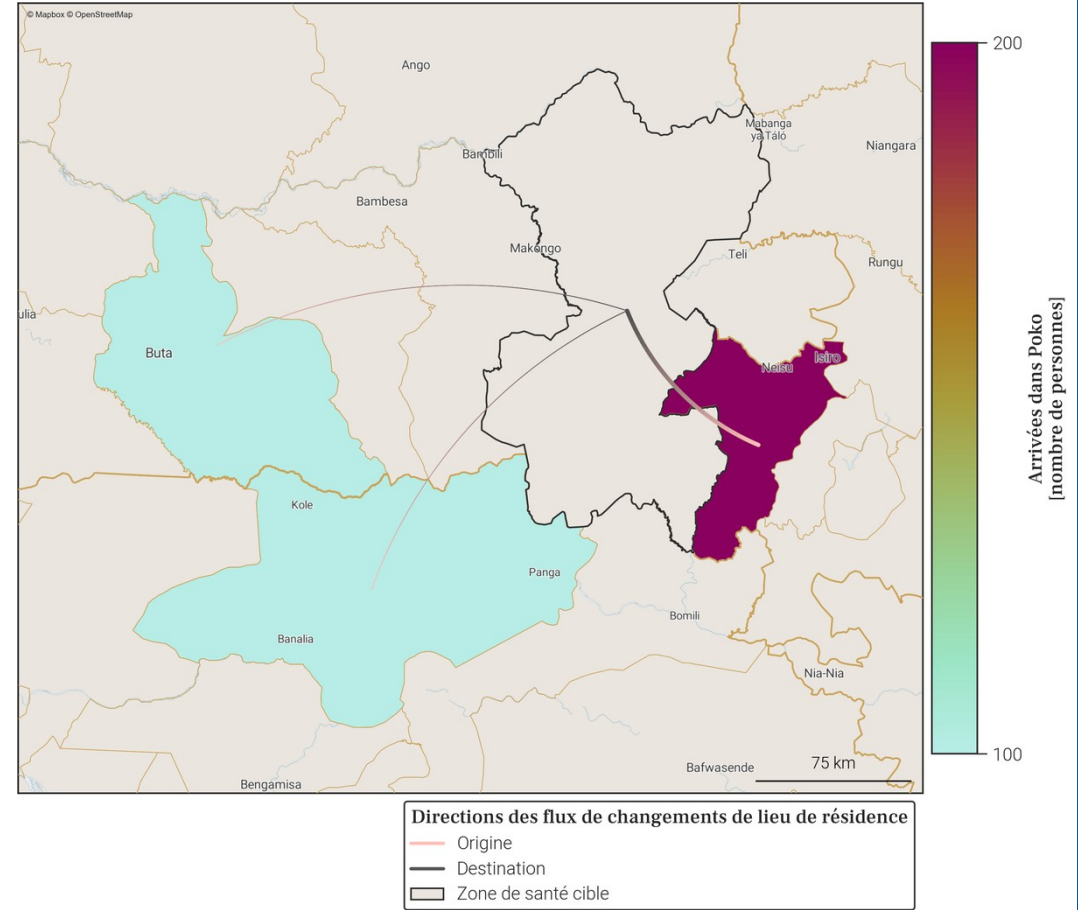 © Mapbox © OpenStreetMap
Ango
Mabanga
ya Talo
Niangara
Bambili
Bambesa
Makongo
Teli
Rungu
ulia
Buta
Neisu
Isiro
Kole
Panga
Bomili
Banalia
Nia-Nia
Bafwasende
75 km
Bengamisa
200
Arrivées dans Poko
[nombre de personnes]
100
Directions des flux de changements de lieu de résidence
Origine
Destination
Zone de santé cible